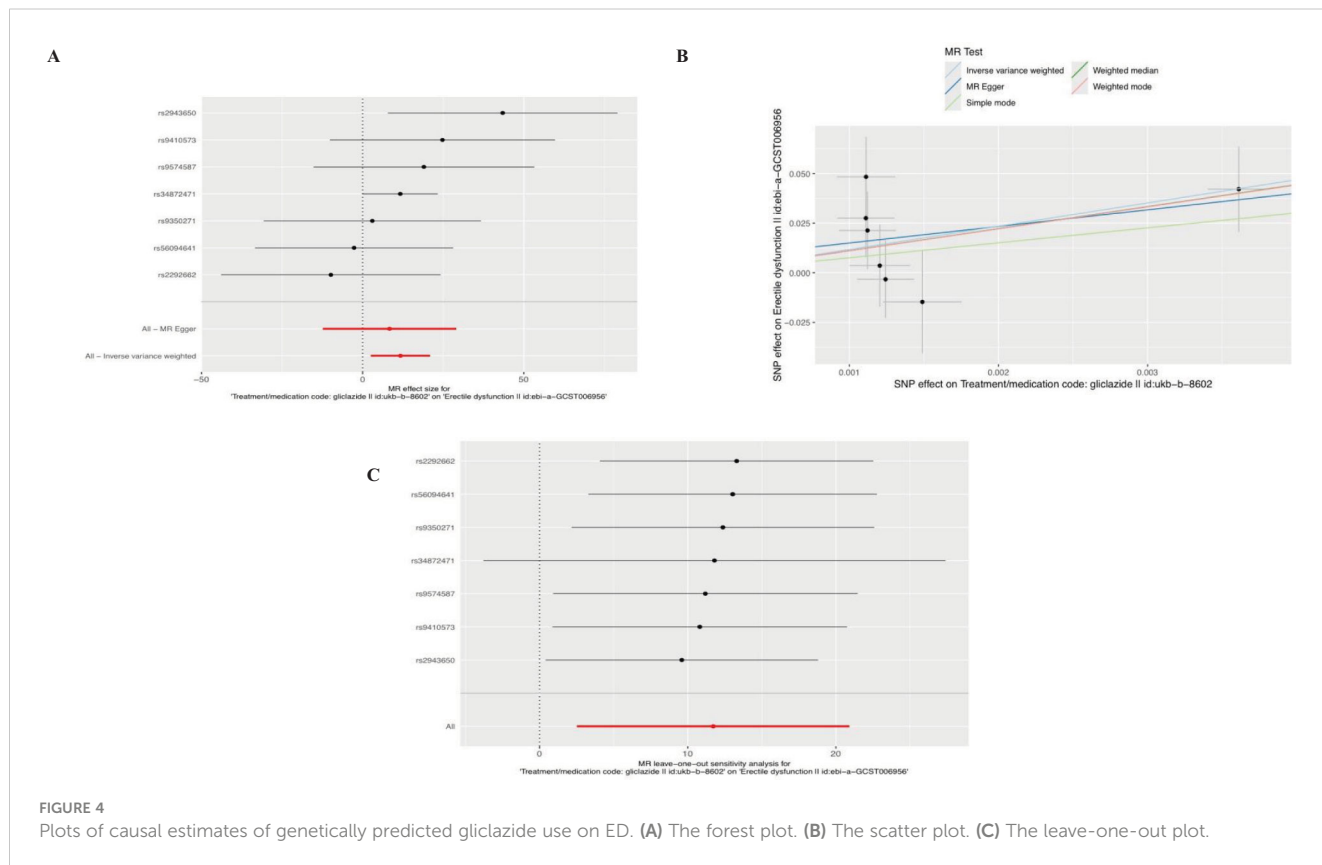 A
rs2943650
rs9410573
rs9574587
rs34872471
rs9350271
rs56094641
rs2292662
All − MR Egger
All − Inverse variance weighted
−50
0
50
MR effect size for
'Treatment/medication code: gliclazide || id:ukb−b−8602' on 'Erectile dysfunction || id:ebi−a−GCST006956'
B
MR Test
Inverse variance weighted
Weighted median
MR Egger
Weighted mode
Simple mode
SNP effect on Erectile dysfunction || id:ebi−a−GCST006956
0.050
0.025
0.000
−0.025
0.001
0.002
0.003
SNP effect on Treatment/medication code: gliclazide || id:ukb−b−8602
C
rs2292662
rs56094641
rs9350271
rs34872471
rs9574587
rs9410573
rs2943650
All
0
10
20
MR leave−one−out sensitivity analysis for
'Treatment/medication code: gliclazide || id:ukb−b−8602' on 'Erectile dysfunction || id:ebi−a−GCST006956'
FIGURE 4
Plots of causal estimates of genetically predicted gliclazide use on ED. (A) The forest plot. (B) The scatter plot. (C) The leave-one-out plot.